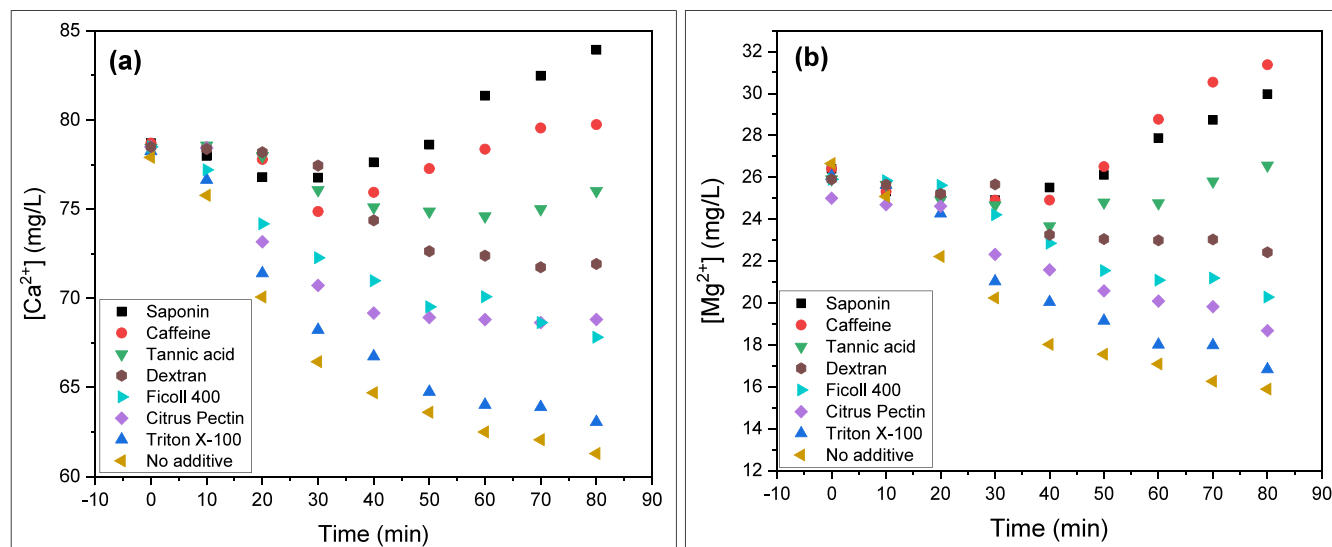 (a)
[Ca²⁺] (mg/L)
85
80
75
70
65
60
Saponin
Caffeine
Tannic acid
Dextran
Ficoll 400
Citrus Pectin
Triton X-100
No additive
-10 0 10 20 30 40 50 60 70 80 90
Time (min)
(b)
[Mg²⁺] (mg/L)
32
30
28
26
24
22
20
18
16
14
12
Saponin
Caffeine
Tannic acid
Dextran
Ficoll 400
Citrus Pectin
Triton X-100
No additive
-10 0 10 20 30 40 50 60 70 80 90
Time (min)